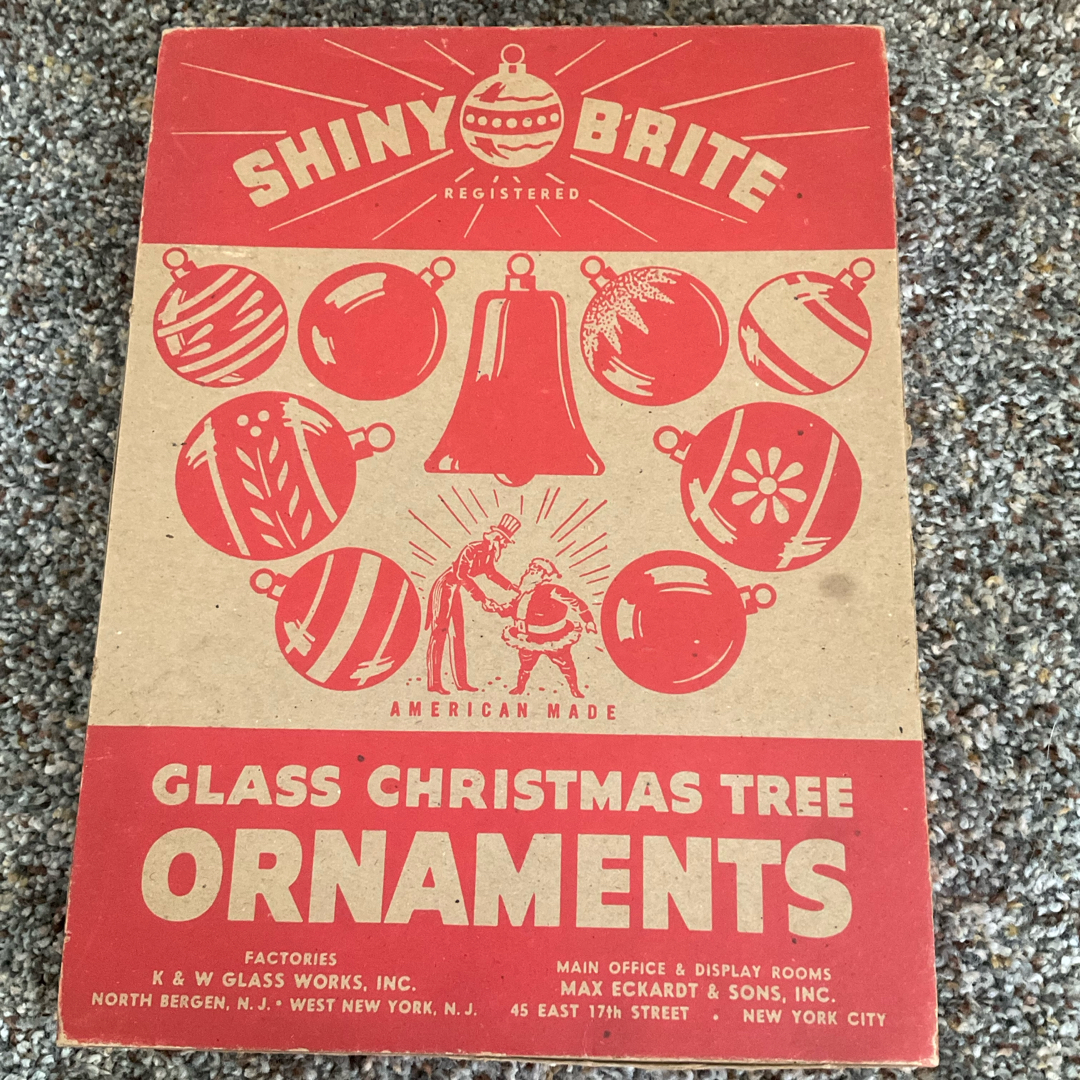 SHINY BRITE
REGISTERED
AMERICAN MADE
GLASS CHRISTMAS TREE
ORNAMENTS
FACTORIES
K & W GLASS WORKS, INC.
NORTH BERGEN, N. J. • WEST NEW YORK, N. J.
MAIN OFFICE & DISPLAY ROOMS
MAX ECKARDT & SONS, INC.
45 EAST 17th STREET • NEW YORK CITY